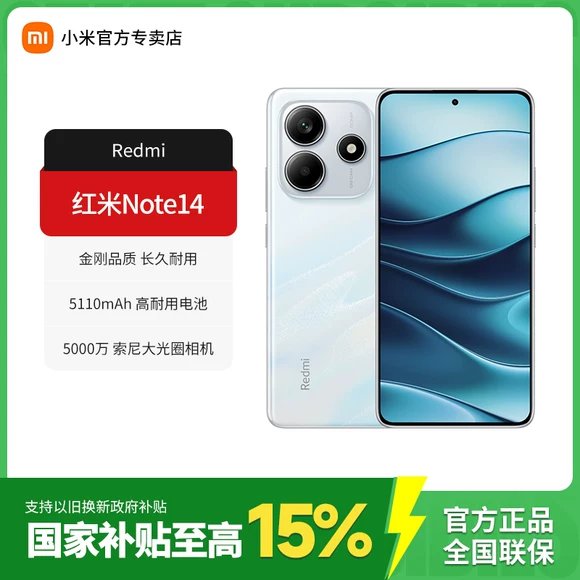 小米官方专卖店
Redmi
红米Note14
金刚品质 长久耐用
5110mAh 高耐用电池
5000万 索尼大光圈相机
Redmi
支持以旧换新政府补贴
国家补贴至高15%
官方正品
全国联保